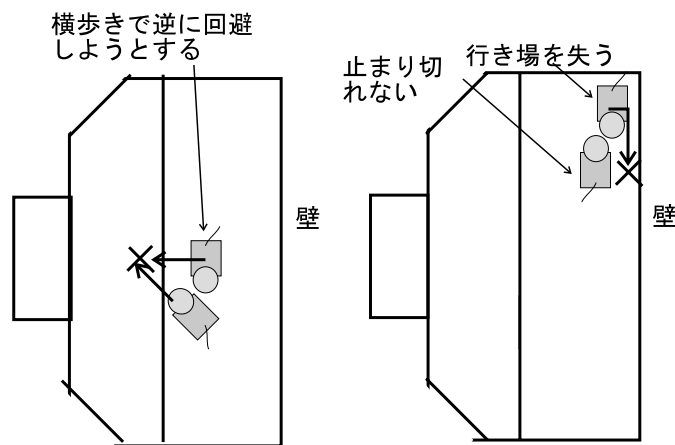 横歩きで逆に回避
しようとする
壁
止まり切
れない
行き場を失う
壁